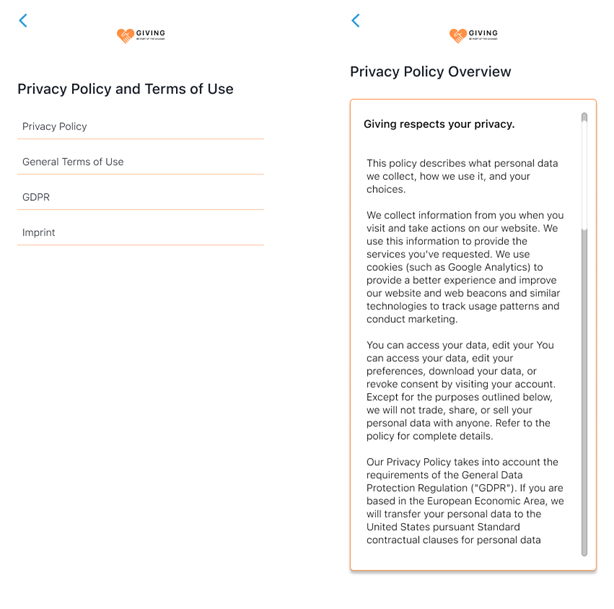 GIVING
Privacy Policy and Terms of Use
Privacy Policy
General Terms of Use
GDPR
Imprint
GIVING
Privacy Policy Overview
Giving respects your privacy.
This policy describes what personal data
we collect, how we use it, and your
choices.
We collect information from you when you
visit and take actions on our website. We
use this information to provide the
services you've requested. We use
cookies (such as Google Analytics) to
provide a better experience and improve
our website and web beacons and similar
technologies to track usage patterns and
conduct marketing.
You can access your data, edit your You
can access your data, edit your
preferences, download your data, or
revoke consent by visiting your account.
Except for the purposes outlined below,
we will not trade, share, or sell your
personal data with anyone. Refer to the
policy for complete details.
Our Privacy Policy takes into account the
requirements of the General Data
Protection Regulation ("GDPR"). If you are
based in the European Economic Area, we
will transfer your personal data to the
United States pursuant Standard
contractual clauses for personal data